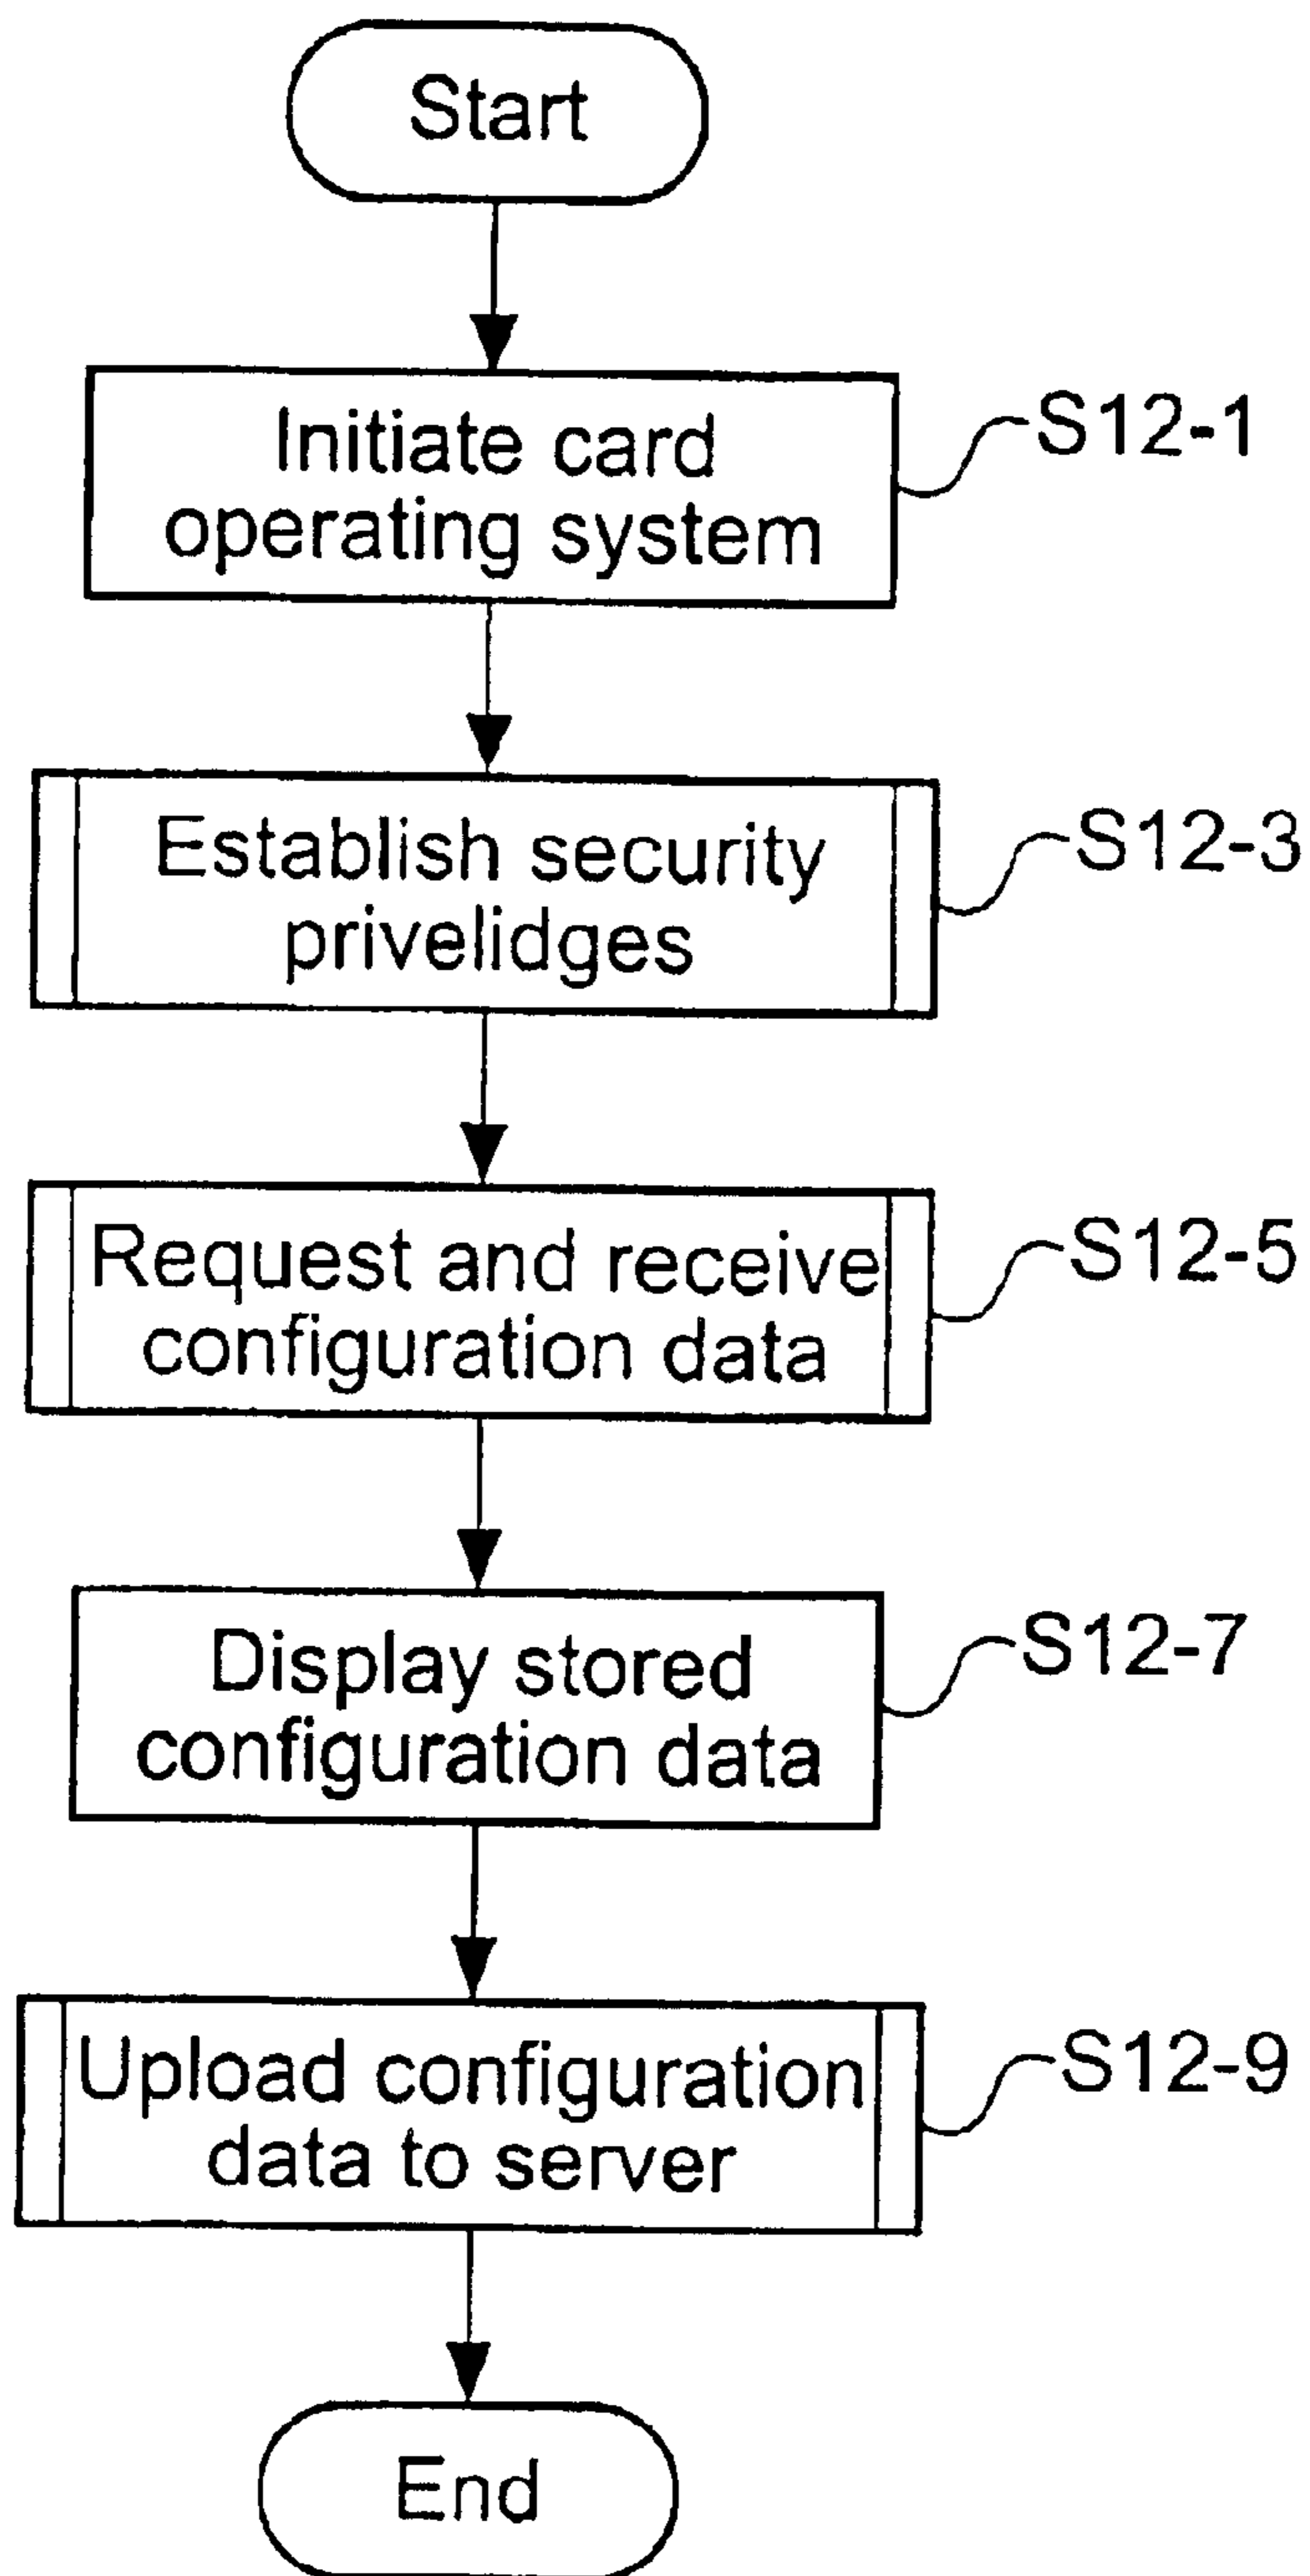 Start
Initiate card
operating system
S12-1
Establish security
privelidges
S12-3
Request and receive
configuration data
S12-5
Display stored
configuration data
S12-7
Upload configuration
data to server
S12-9
End